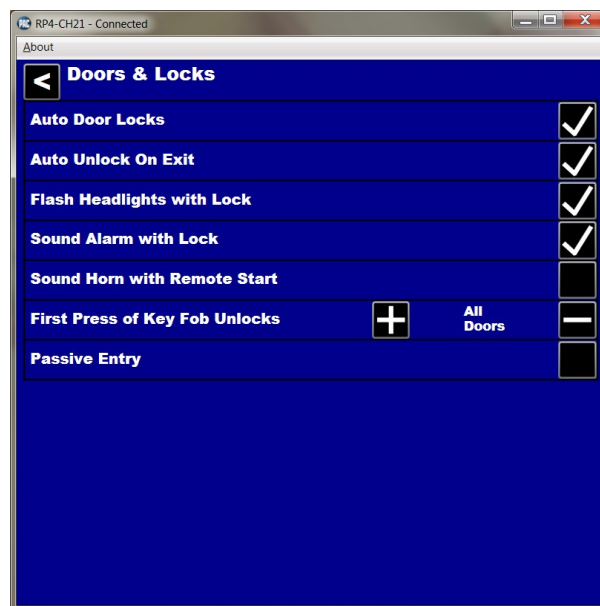 PAC RP4-CH21 - Connected
About
< Doors & Locks
Auto Door Locks
Auto Unlock On Exit
Flash Headlights with Lock
Sound Alarm with Lock
Sound Horn with Remote Start
First Press of Key Fob Unlocks + All Doors −
Passive Entry